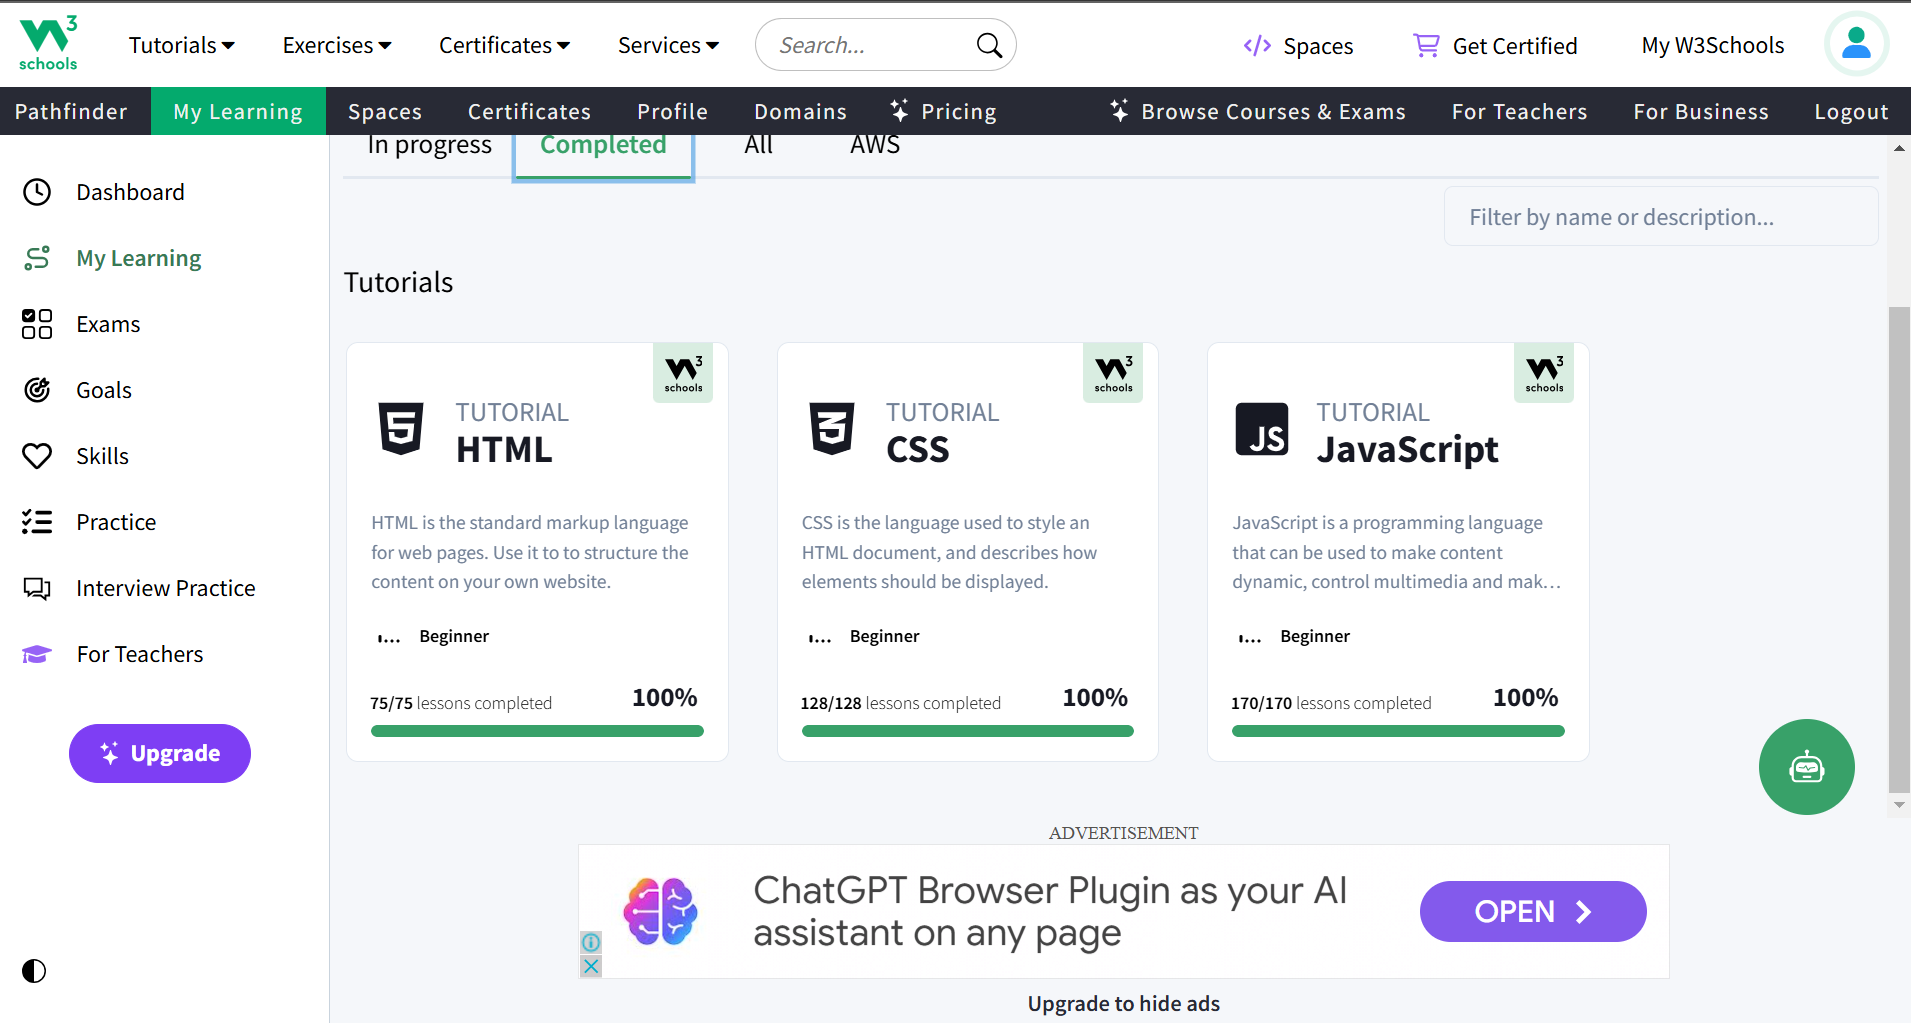 W3
schools
Tutorials
Exercises
Certificates
Services
Search...
Spaces
Get Certified
My W3Schools
Pathfinder
My Learning
Spaces
Certificates
Profile
Domains
Pricing
Browse Courses & Exams
For Teachers
For Business
Logout
Dashboard
My Learning
Exams
Goals
Skills
Practice
Interview Practice
For Teachers
Upgrade
In progress
Completed
All
AWS
Filter by name or description...
Tutorials
W3
schools
5
TUTORIAL
HTML
HTML is the standard markup language
for web pages. Use it to to structure the
content on your own website.
Beginner
75/75 lessons completed
100%
W3
schools
3
TUTORIAL
CSS
CSS is the language used to style an
HTML document, and describes how
elements should be displayed.
Beginner
128/128 lessons completed
100%
W3
schools
JS
TUTORIAL
JavaScript
JavaScript is a programming language
that can be used to make content
dynamic, control multimedia and mak...
Beginner
170/170 lessons completed
100%
ADVERTISEMENT
ChatGPT Browser Plugin as your AI
assistant on any page
OPEN
Upgrade to hide ads